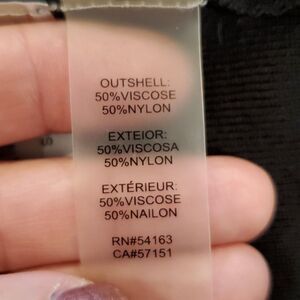 OUTSHELL:
50%VISCOSE
50%NYLON
EXTEIOR:
50%VISCOSA
50%NYLON
EXTÉRIEUR:
50%VISCOSE
50%NAILON
RN#54163
CA#57151